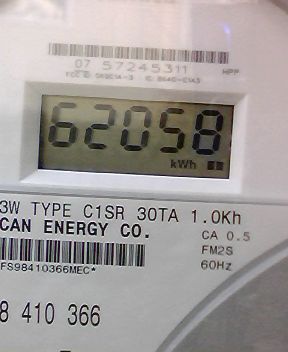 07 57245311
62058
kWh
3W TYPE C1SR 30TA 1.0Kh
CAN ENERGY CO.
CA 0.5
FM2S
60Hz
FS98410366MEC*
8 410 366